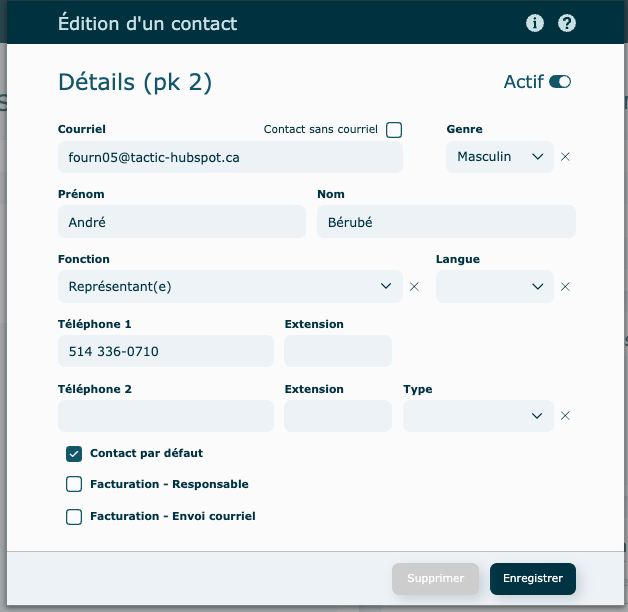 Édition d'un contact
Détails (pk 2)
Actif
Courriel
Contact sans courriel
Genre
fourn05@tactic-hubspot.ca
Masculin
Prénom
Nom
André
Bérubé
Fonction
Langue
Représentant(e)
Téléphone 1
Extension
514 336-0710
Téléphone 2
Extension
Type
Contact par défaut
Facturation - Responsable
Facturation - Envoi courriel
Supprimer
Enregistrer